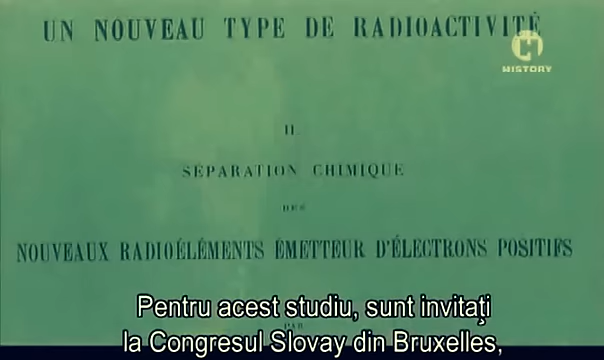 UN NOUVEAU TYPE DE RADIOACTIVITÉ
HISTORY
II.
SÉPARATION CHIMIQUE
DES
NOUVEAUX RADIOÉLÉMENTS ÉMETTEUR D'ÉLECTRONS POSITIFS
PAR
Pentru acest studiu, sunt invitaţi
la Congresul Slovay din Bruxelles,